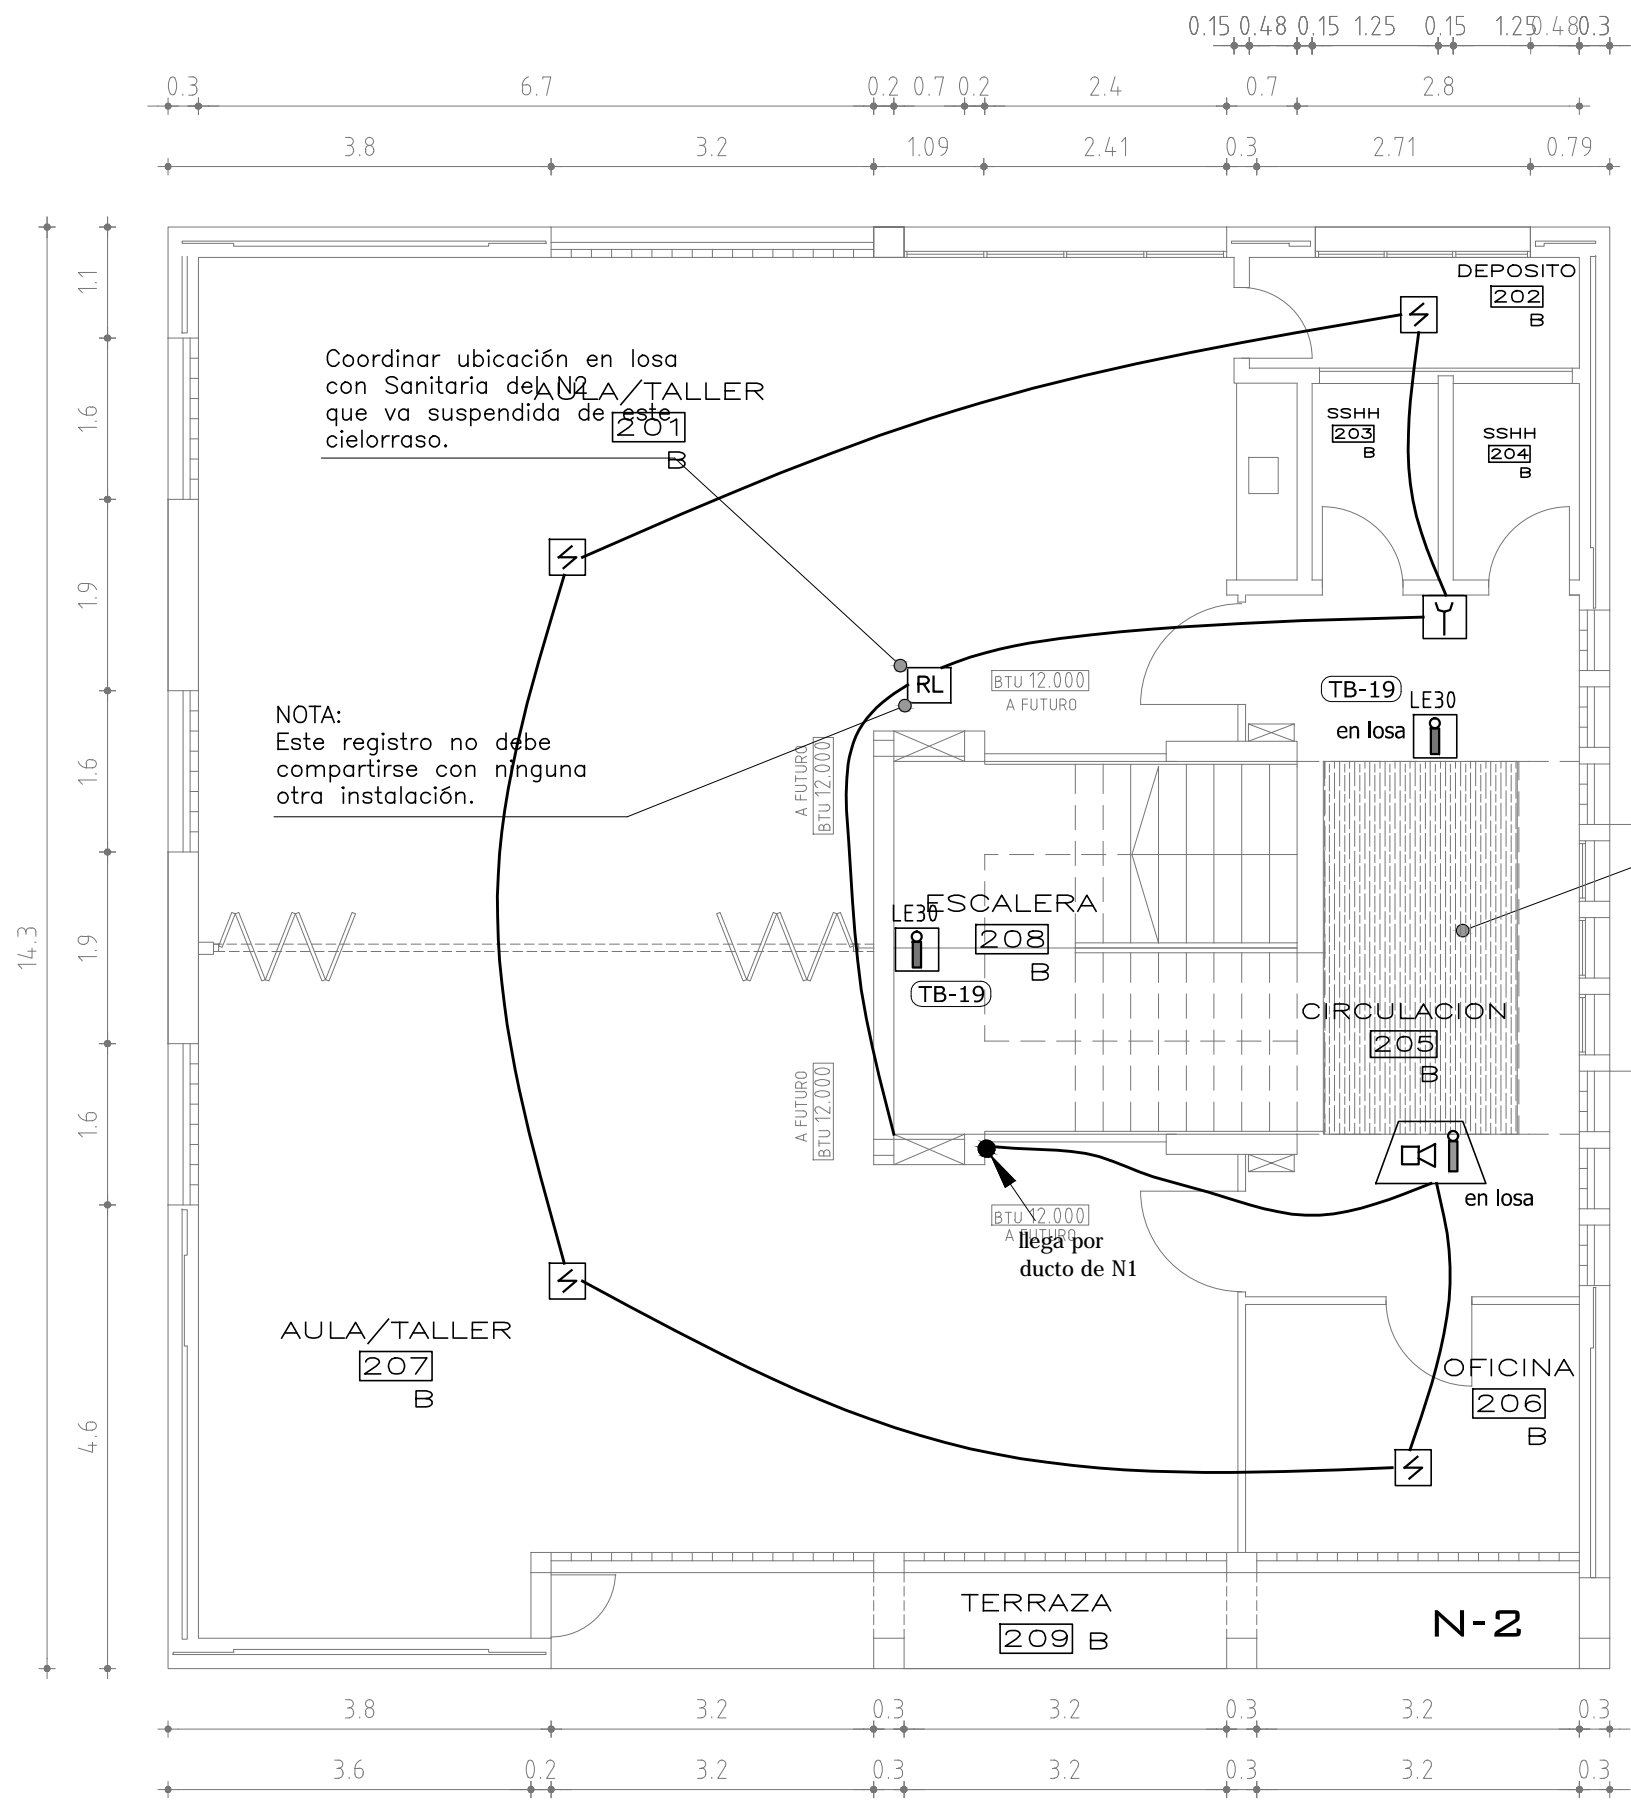 0.15 0.48 0.15 1.25 0.15 1.25 0.48 0.3
0.3 6.7 0.2 0.7 0.2 2.4 0.7 2.8
3.8 3.2 1.09 2.41 0.3 2.71 0.79
14.3
1.1
1.6
1.9
1.6
1.9
1.6
4.6
DEPOSITO
202
B
Coordinar ubicación en losa
con Sanitaria del N2
que va suspendida de este
cielorraso.
AULA/TALLER
201
B
SSHH
203
B
SSHH
204
B
RL
BTU 12.000
A FUTURO
TB-19
LE30
en losa
NOTA:
Este registro no debe
compartirse con ninguna
otra instalación.
A FUTURO
BTU 12.000
ESCALERA
208
B
LE30
TB-19
CIRCULACION
205
B
A FUTURO
BTU 12.000
en losa
BTU 12.000
A FUTURO
llega por
ducto de N1
AULA/TALLER
207
B
OFICINA
206
B
TERRAZA
209 B
N-2
3.8 3.2 0.3 3.2 0.3 3.2 0.3
3.6 0.2 3.2 0.3 3.2 0.3 3.2 0.3